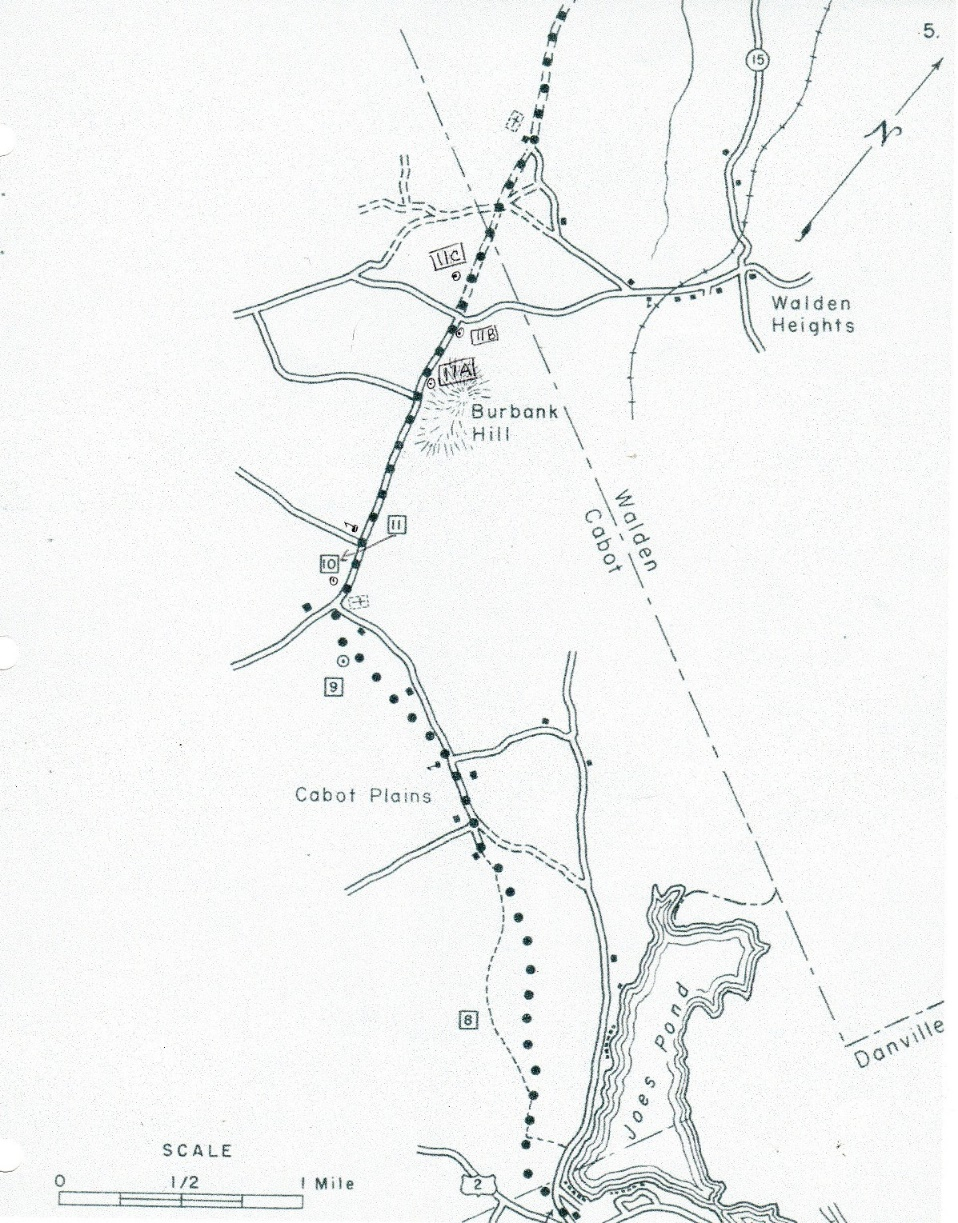 5.
15
N
11C
Walden
Heights
11B
11A
Burbank
Hill
Walden
Cabot
11
10
9
Cabot Plains
8
Joes Pond
Danville
SCALE
0 1/2 1 Mile
2